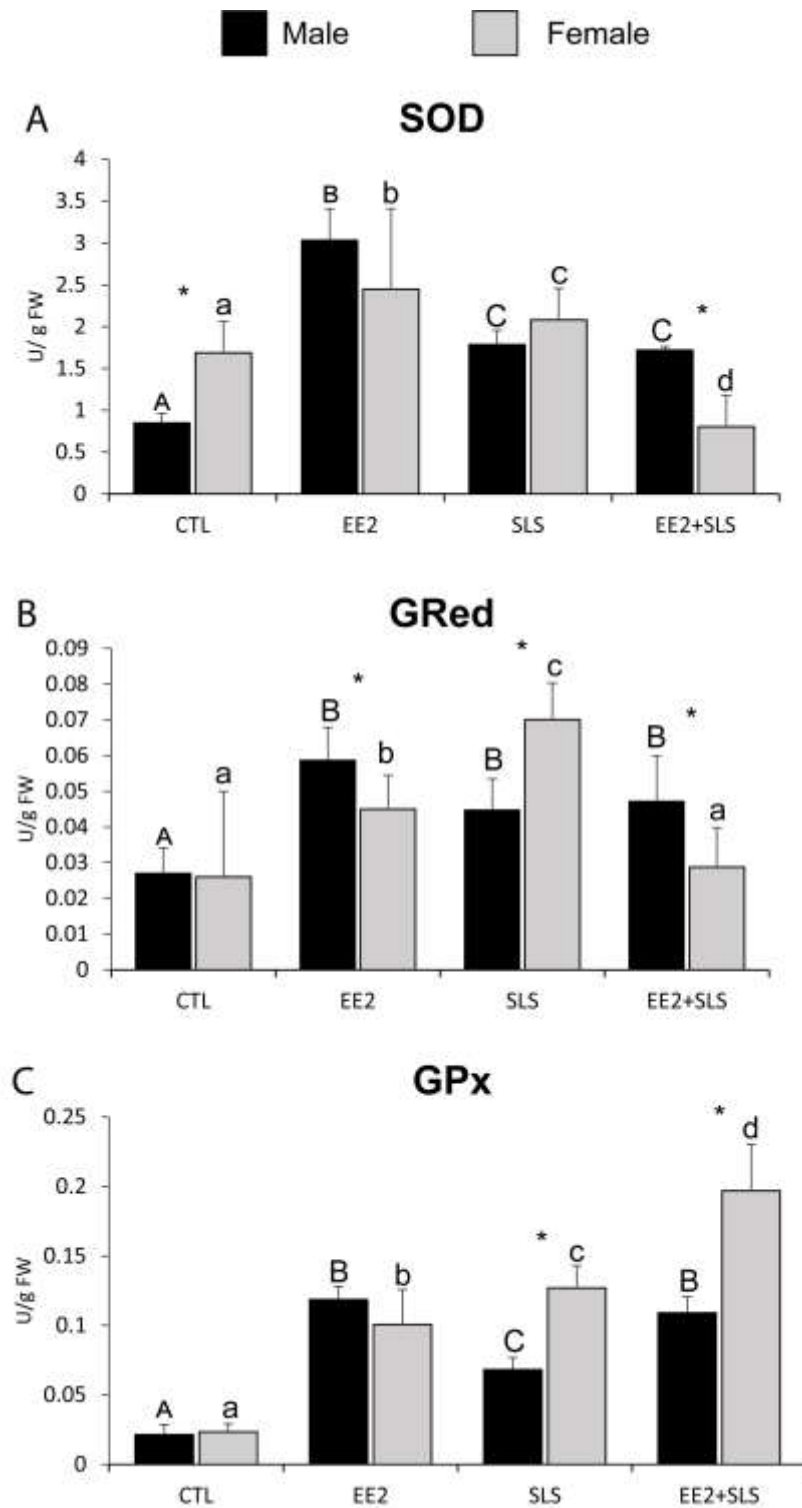 Male Female
A SOD
4
3.5
3
2.5
2
1.5
1
0.5
0
U/ g FW
* A a
B b
C c
C * d
CTL EE2 SLS EE2+SLS
B GRed
0.09
0.08
0.07
0.06
0.05
0.04
0.03
0.02
0.01
0
U/g FW
A a
B * b
B * c
B * a
CTL EE2 SLS EE2+SLS
C GPx
0.25
0.2
0.15
0.1
0.05
0
U/g FW
A a
B b
C * c
B * d
CTL EE2 SLS EE2+SLS